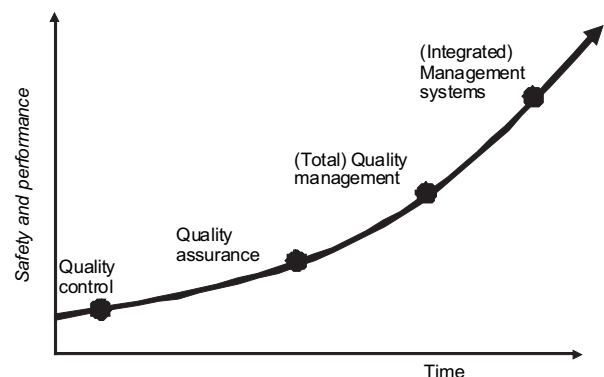 (Integrated)
Management
systems
(Total) Quality
management
Quality
assurance
Quality
control
Safety and performance
Time